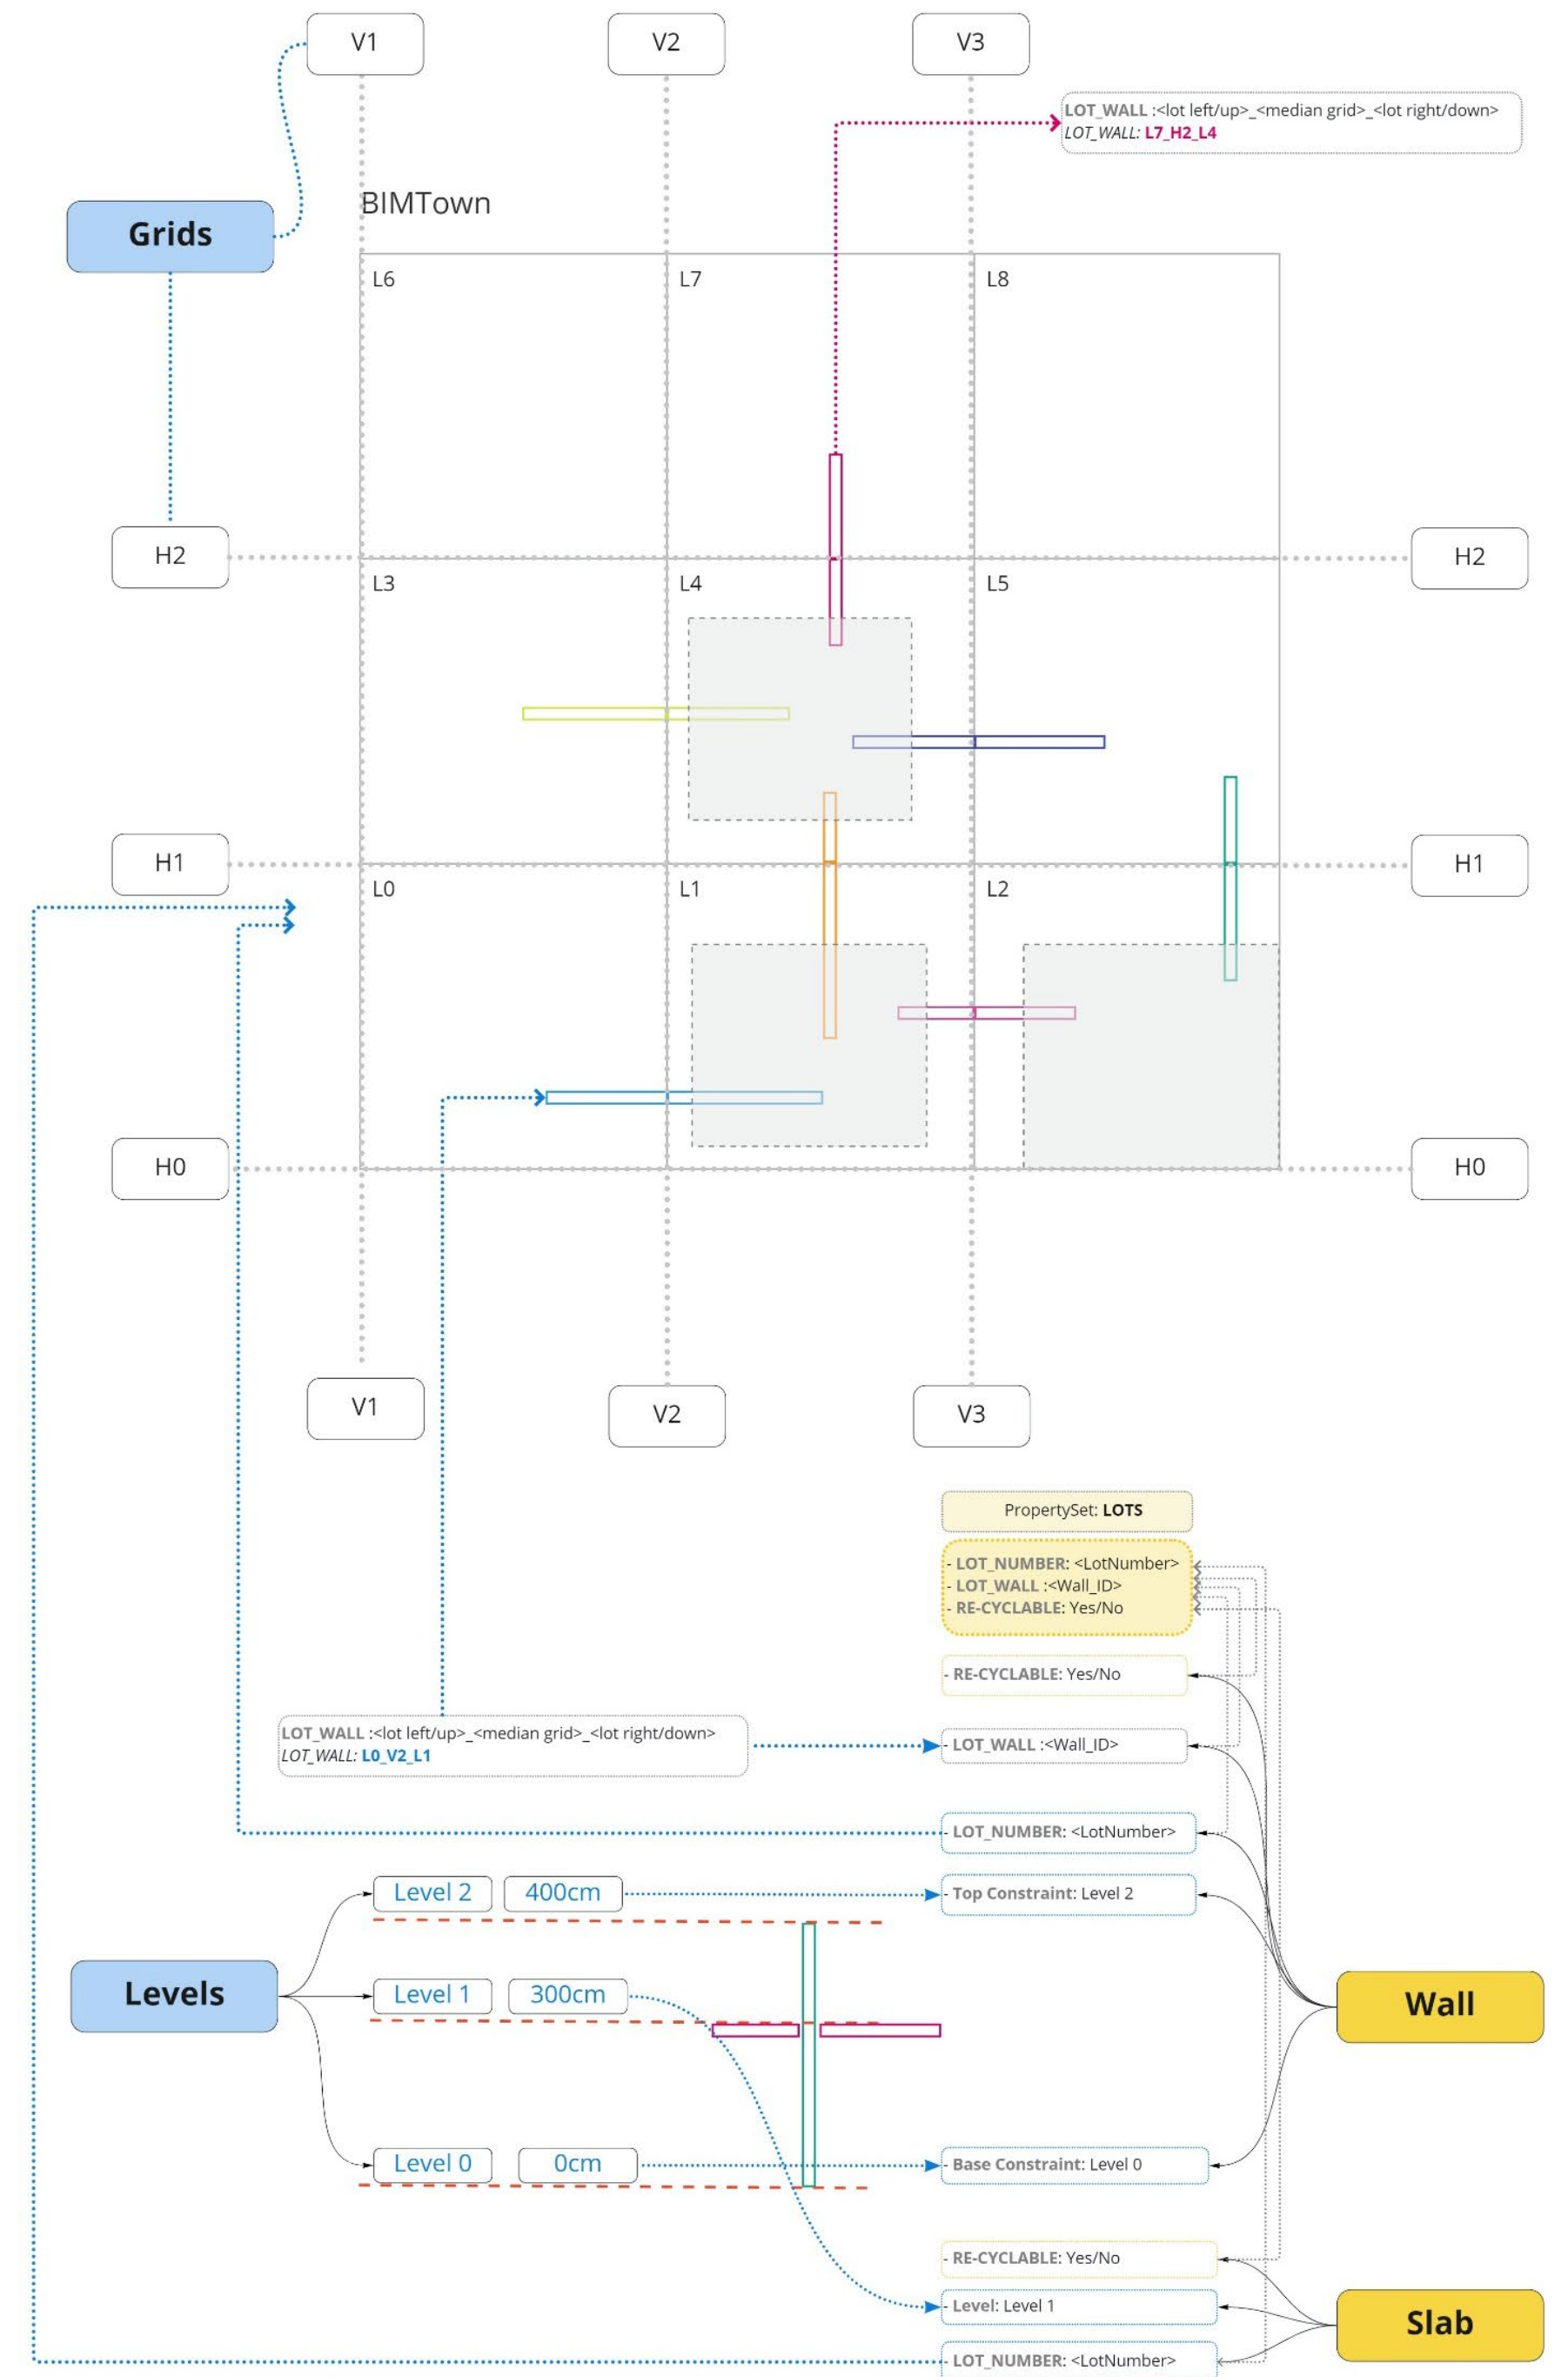 V1
V2
V3
LOT_WALL :<lot left/up>_<median grid>_<lot right/down>
LOT_WALL: L7_H2_L4
BIMTown
Grids
L6
L7
L8
H2
H2
L3
L4
L5
H1
H1
L0
L1
L2
H0
H0
V1
V2
V3
PropertySet: LOTS
- LOT_NUMBER: <LotNumber>
- LOT_WALL :<Wall_ID>
- RE-CYCLABLE: Yes/No
- RE-CYCLABLE: Yes/No
LOT_WALL :<lot left/up>_<median grid>_<lot right/down>
LOT_WALL: L0_V2_L1
- LOT_WALL :<Wall_ID>
- LOT_NUMBER: <LotNumber>
Level 2
400cm
- Top Constraint: Level 2
Levels
Level 1
300cm
Wall
Level 0
0cm
- Base Constraint: Level 0
- RE-CYCLABLE: Yes/No
- Level: Level 1
Slab
- LOT_NUMBER: <LotNumber>